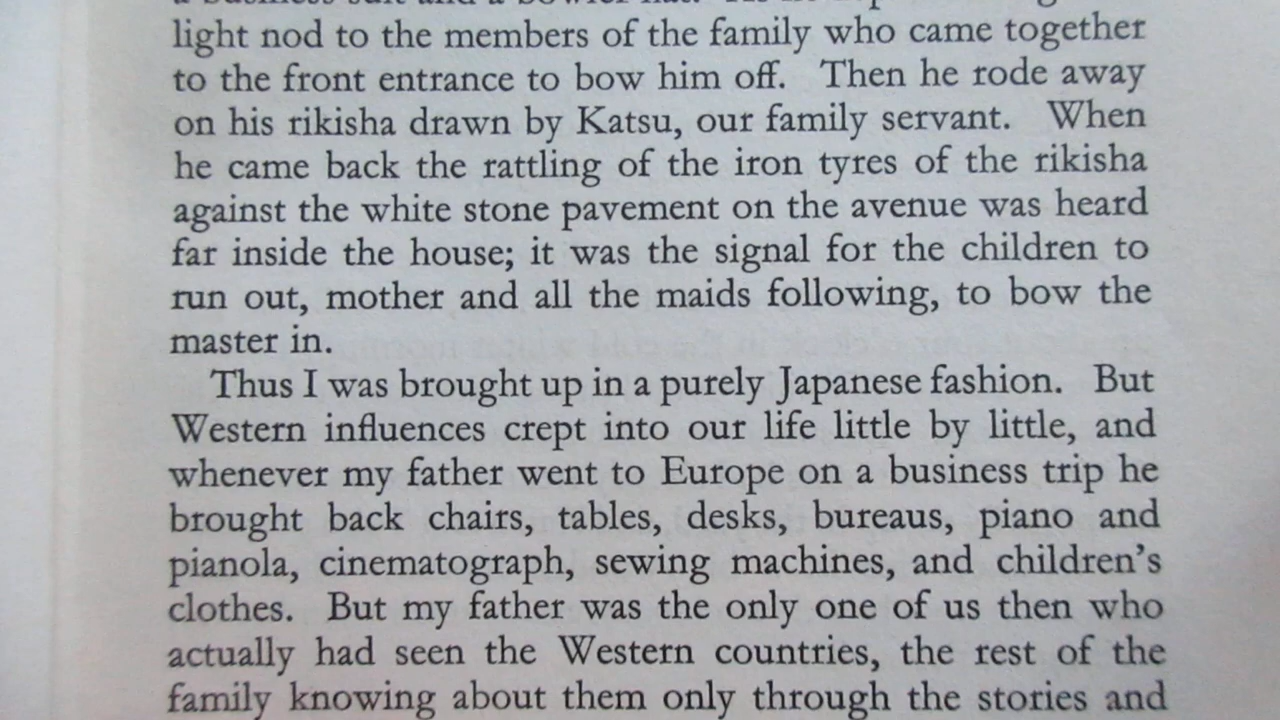 light nod to the members of the family who came together
to the front entrance to bow him off. Then he rode away
on his rikisha drawn by Katsu, our family servant. When
he came back the rattling of the iron tyres of the rikisha
against the white stone pavement on the avenue was heard
far inside the house; it was the signal for the children to
run out, mother and all the maids following, to bow the
master in.
Thus I was brought up in a purely Japanese fashion. But
Western influences crept into our life little by little, and
whenever my father went to Europe on a business trip he
brought back chairs, tables, desks, bureaus, piano and
pianola, cinematograph, sewing machines, and children's
clothes. But my father was the only one of us then who
actually had seen the Western countries, the rest of the
family knowing about them only through the stories and